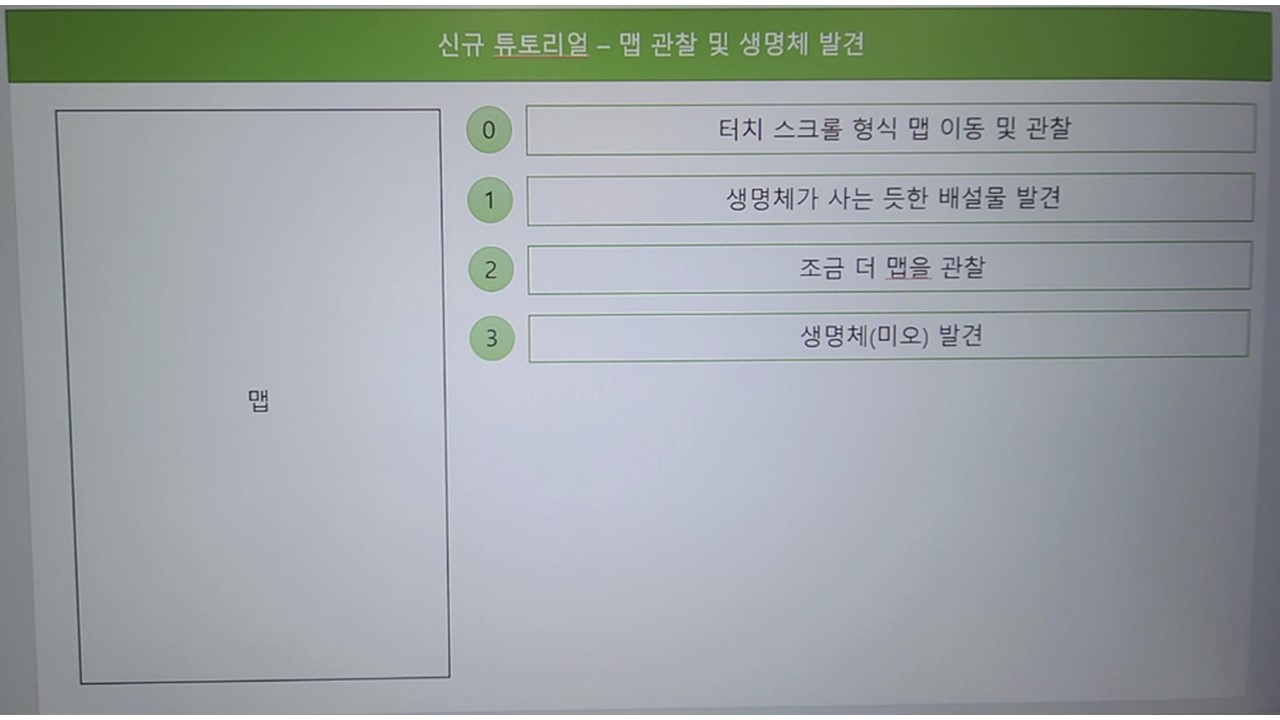 신규 튜토리얼 – 맵 관찰 및 생명체 발견
맵
0 터치 스크롤 형식 맵 이동 및 관찰
1 생명체가 사는 듯한 배설물 발견
2 조금 더 맵을 관찰
3 생명체(미오) 발견